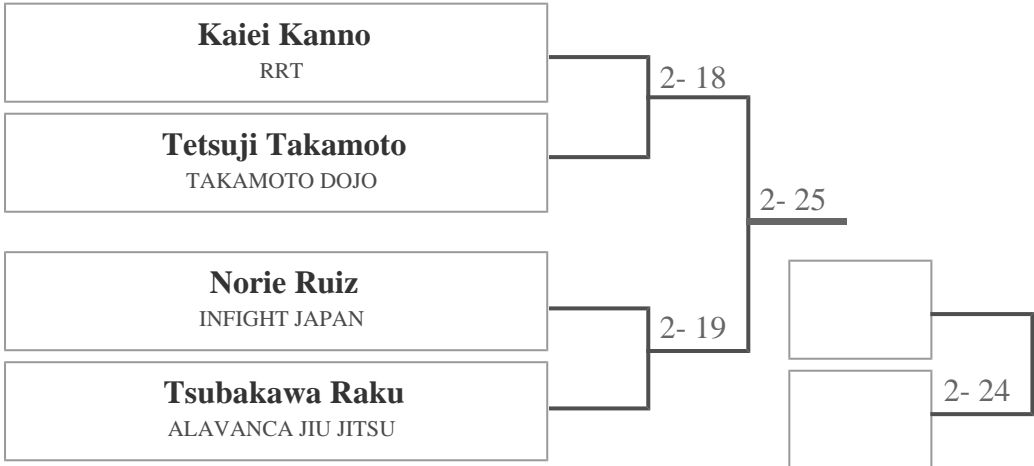 Kaiei Kanno
RRT
2- 18
Tetsuji Takamoto
TAKAMOTO DOJO
2- 25
Norie Ruiz
INFIGHT JAPAN
2- 19
Tsubakawa Raku
ALAVANCA JIU JITSU
2- 24